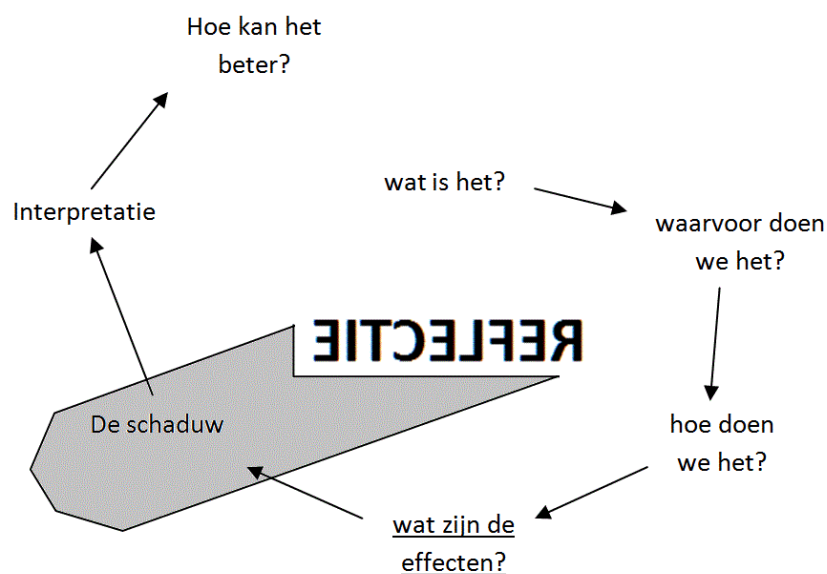 Hoe kan het
beter?
wat is het?
Interpretatie
waarvoor doen
we het?
REFLECTIE
De schaduw
hoe doen
we het?
wat zijn de
effecten?